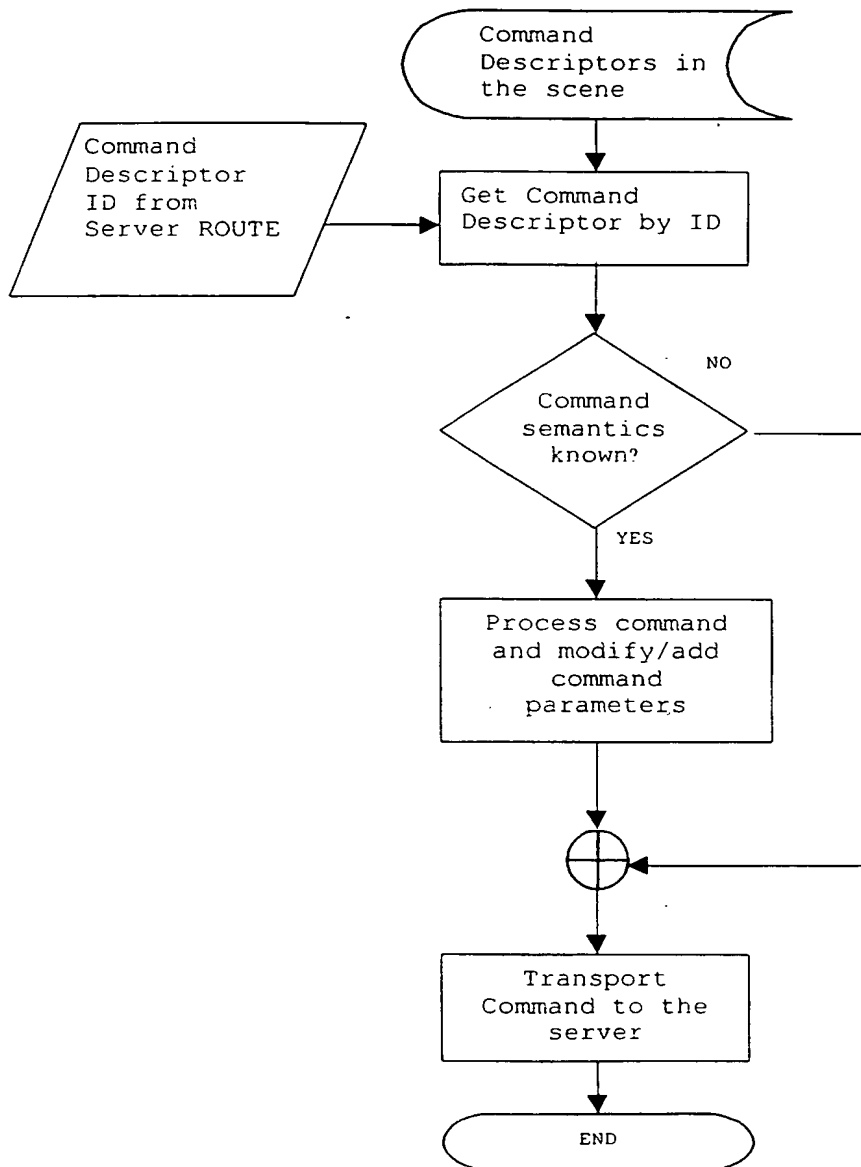 Command
Descriptors in
the scene
Command
Descriptor
ID from
Server ROUTE
Get Command
Descriptor by ID
NO
Command
semantics
known?
YES
Process command
and modify/add
command
parameters
Transport
Command to the
server
END